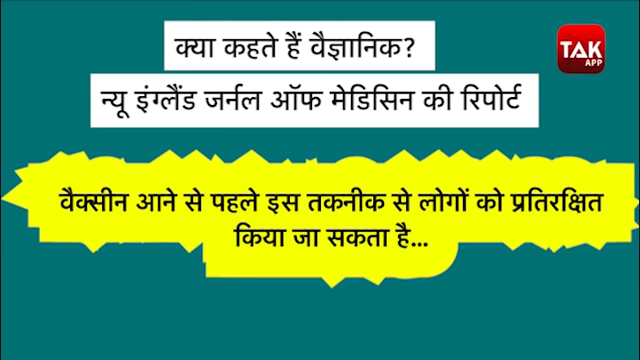 क्या कहते हैं वैज्ञानिक?
TAK
APP
न्यू इंग्लैंड जर्नल ऑफ मेडिसिन की रिपोर्ट
वैक्सीन आने से पहले इस तकनीक से लोगों को प्रतिरक्षित
किया जा सकता है...